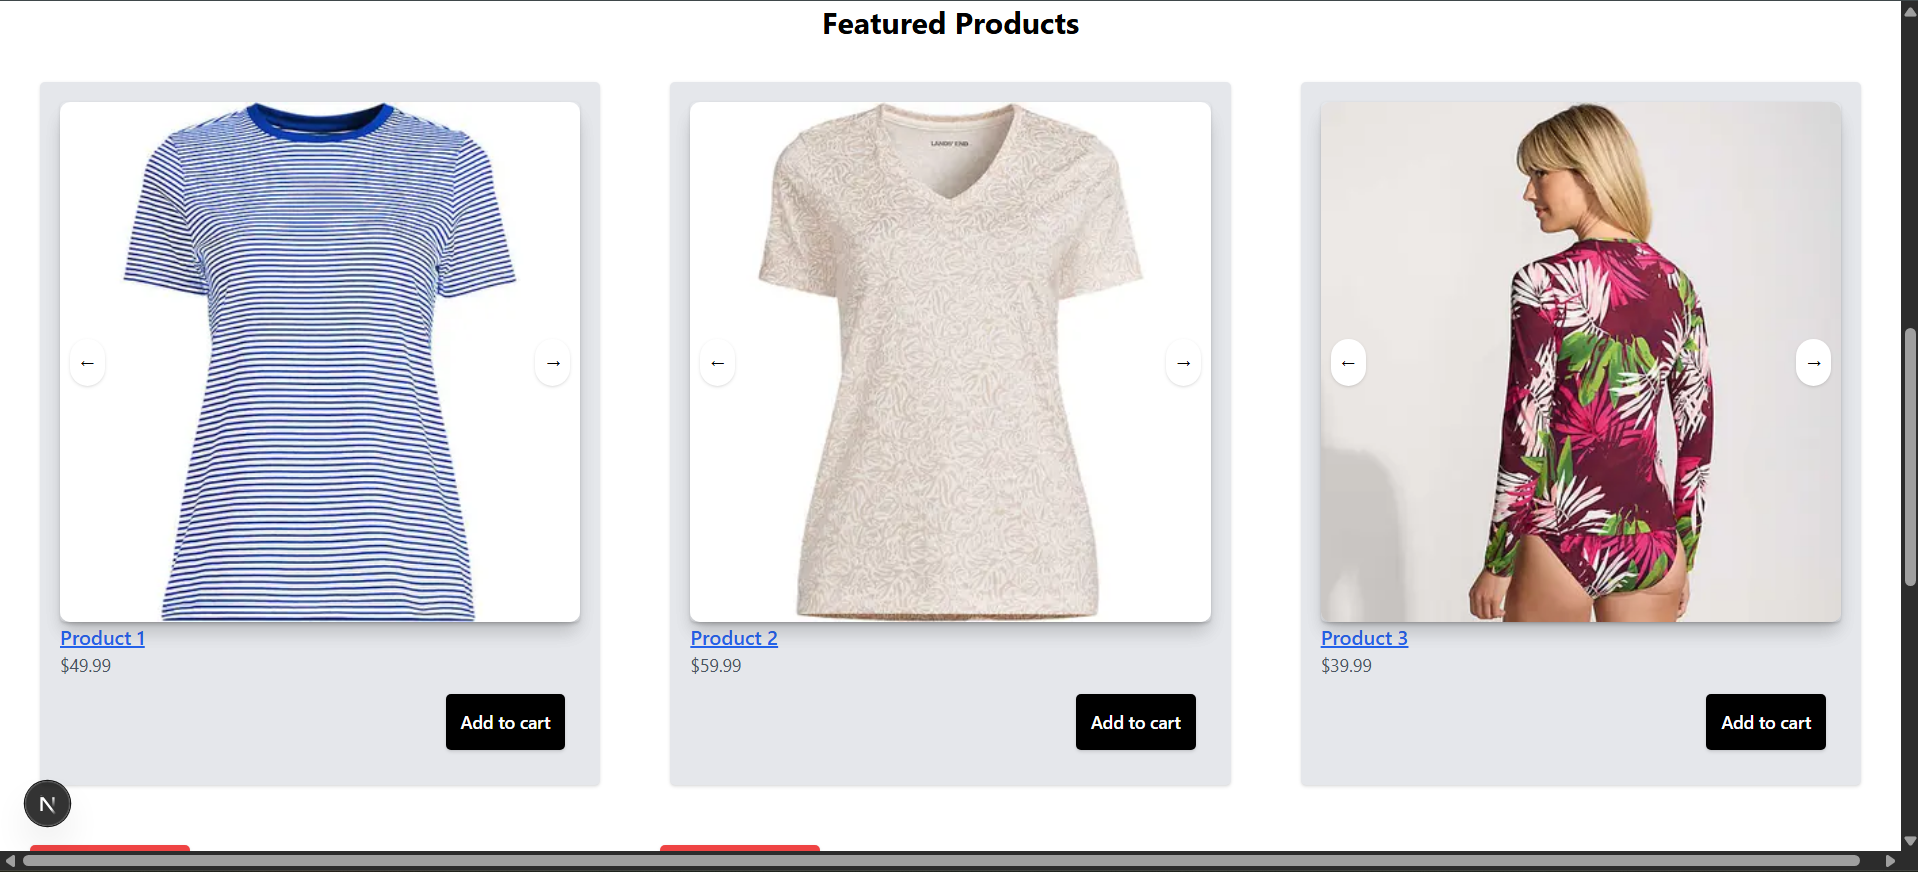 Featured Products
LANDS' END
← → ← → ← →
Product 1 Product 2 Product 3
$49.99 $59.99 $39.99
Add to cart Add to cart Add to cart
N